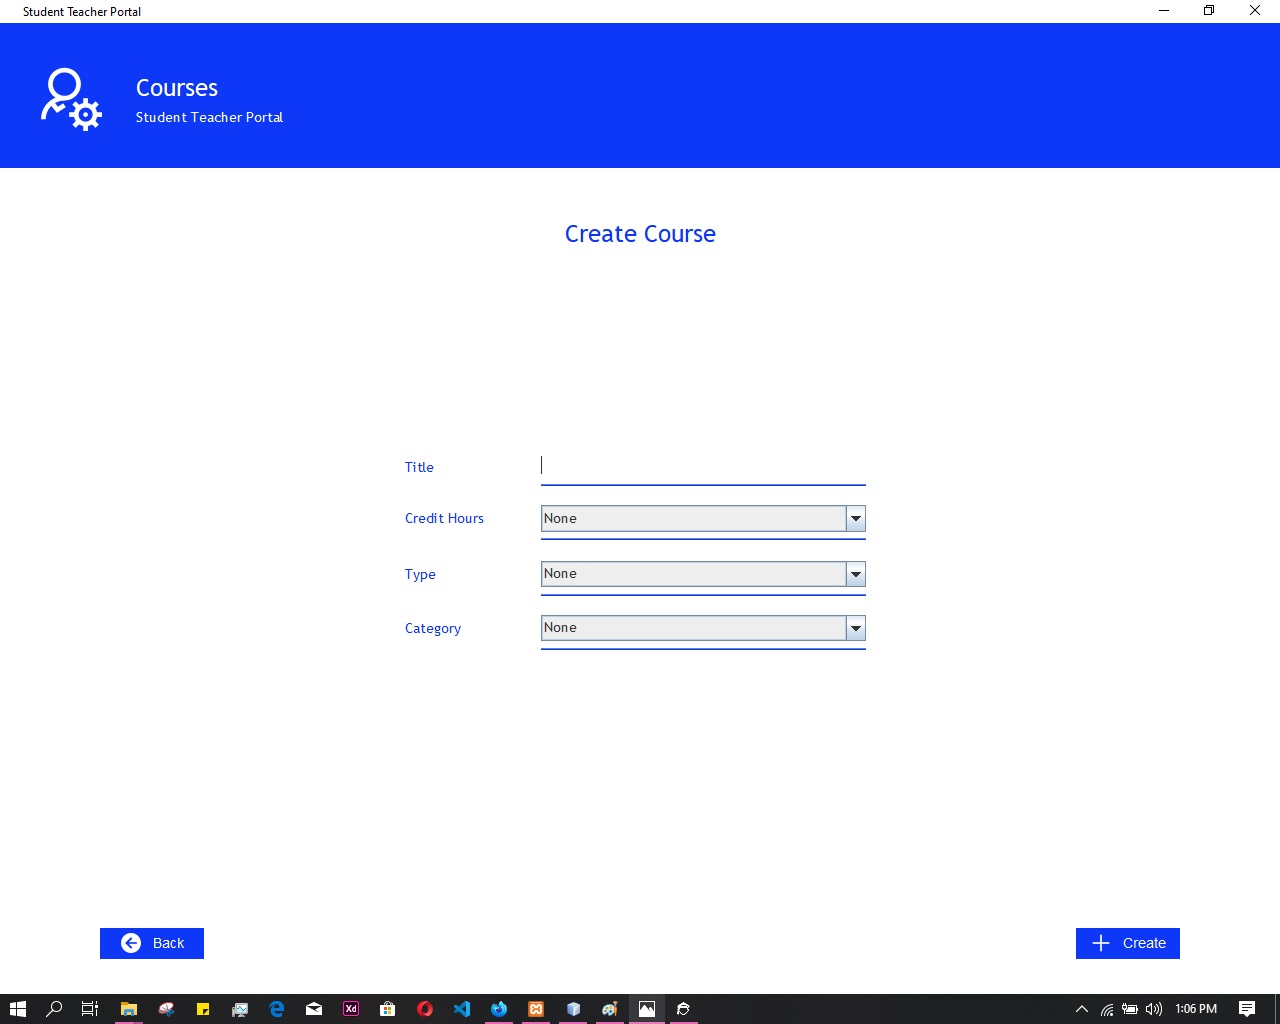 Student Teacher Portal
Courses
Student Teacher Portal
Create Course
Title
Credit Hours None
Type None
Category None
Back Create
Xd 1:06 PM